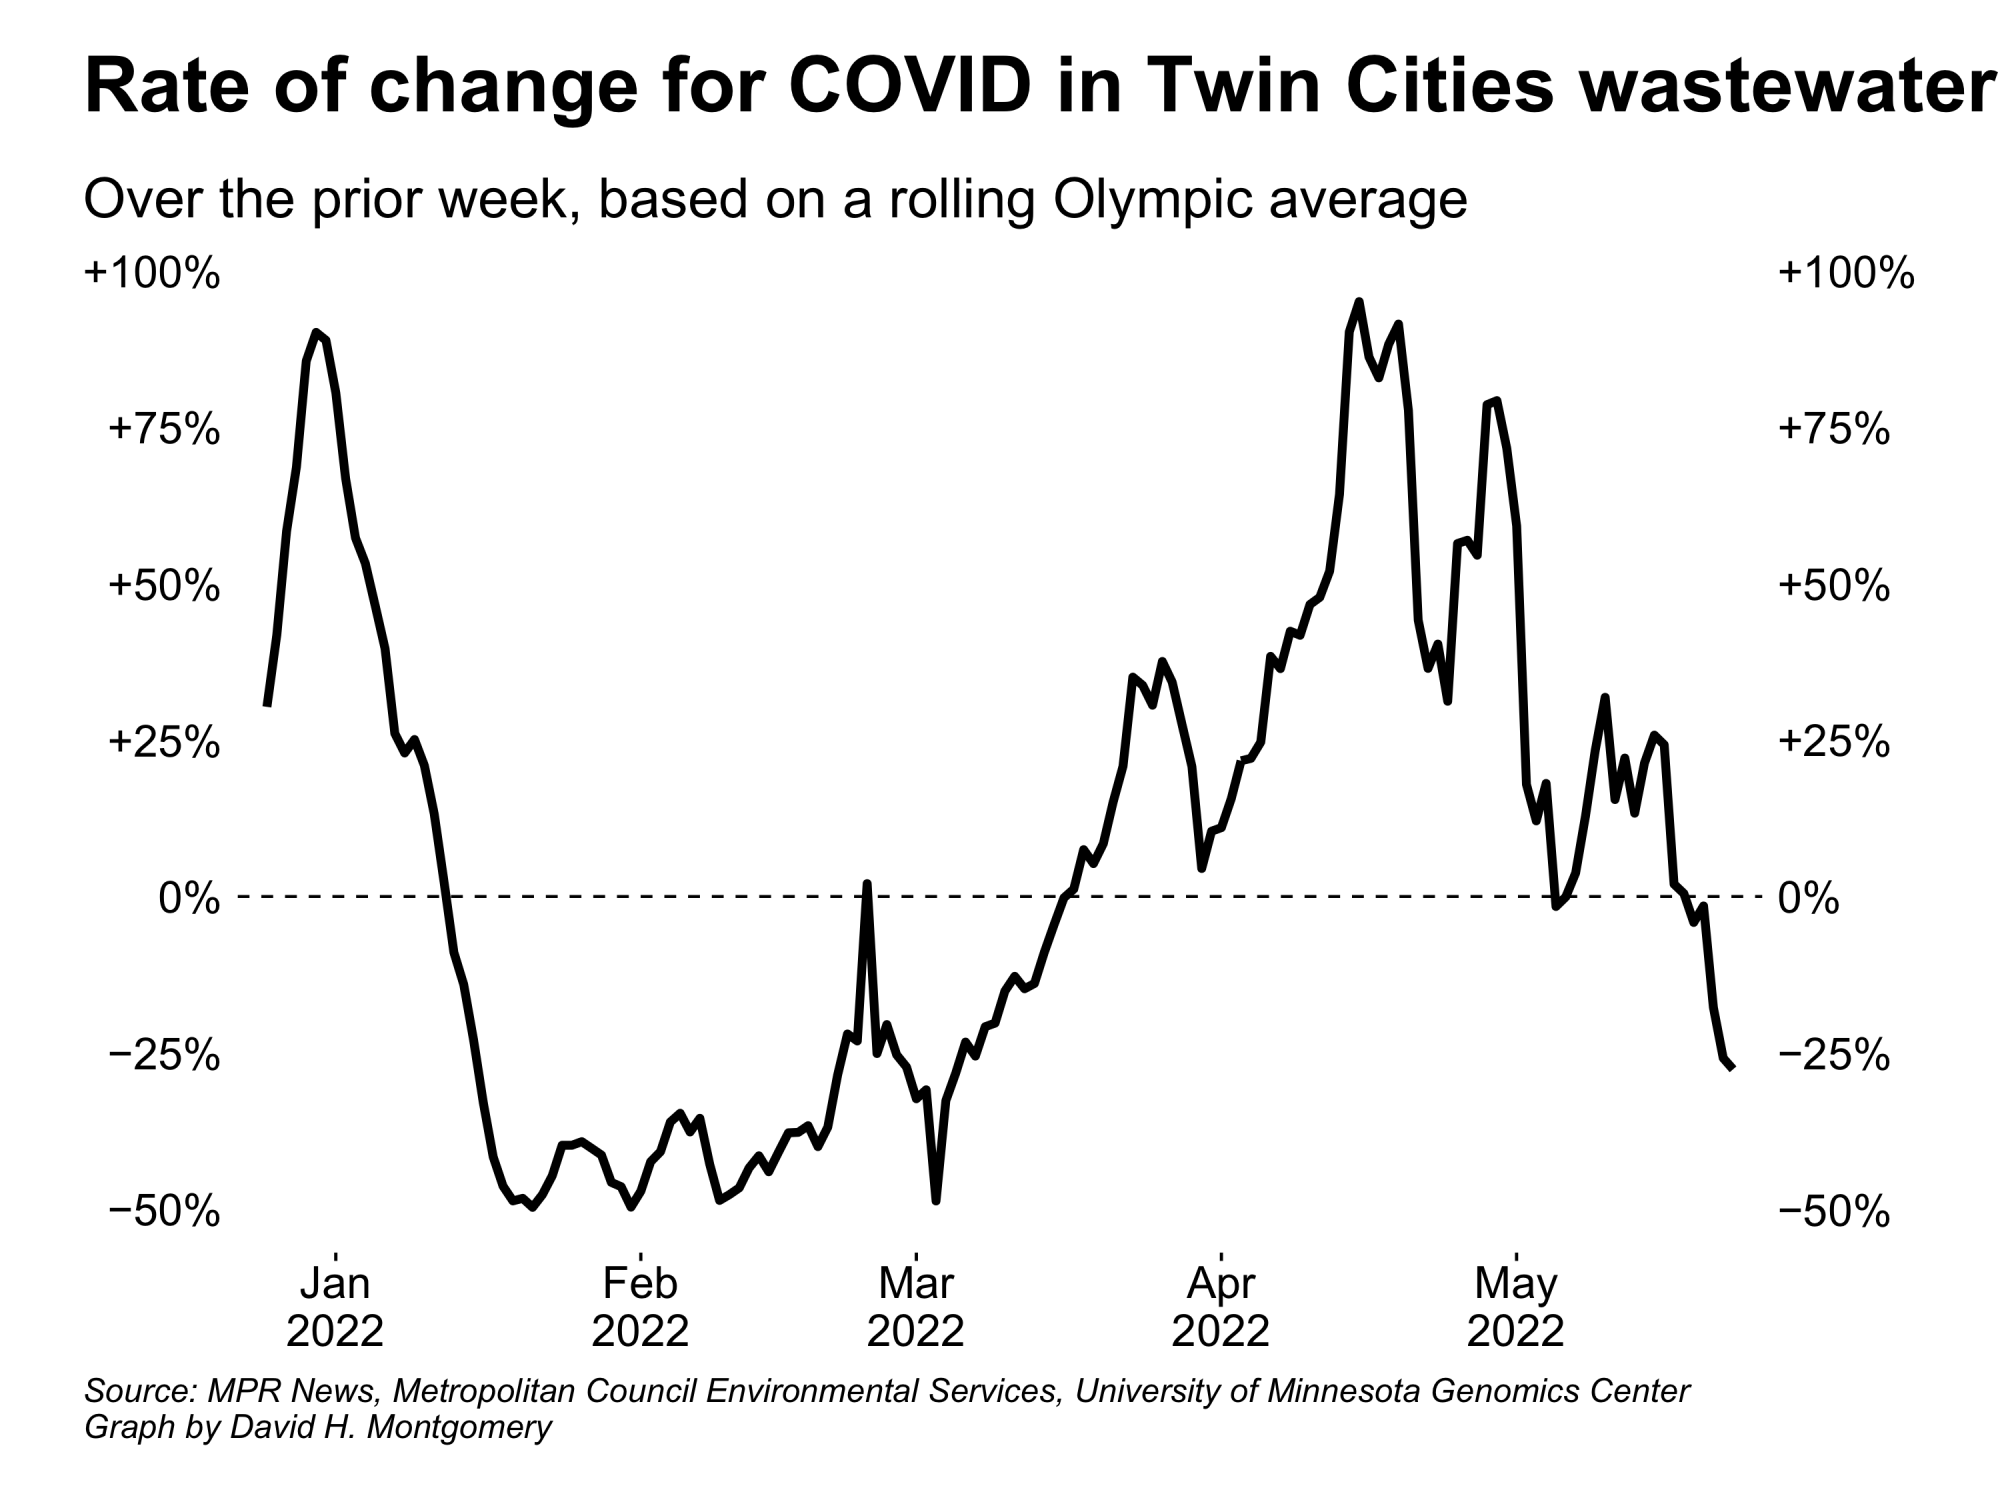 Rate of change for COVID in Twin Cities wastewater
Over the prior week, based on a rolling Olympic average
+100% +100%
+75% +75%
+50% +50%
+25% +25%
0% 0%
−25% −25%
−50% −50%
Jan Feb Mar Apr May
2022 2022 2022 2022 2022
Source: MPR News, Metropolitan Council Environmental Services, University of Minnesota Genomics Center
Graph by David H. Montgomery